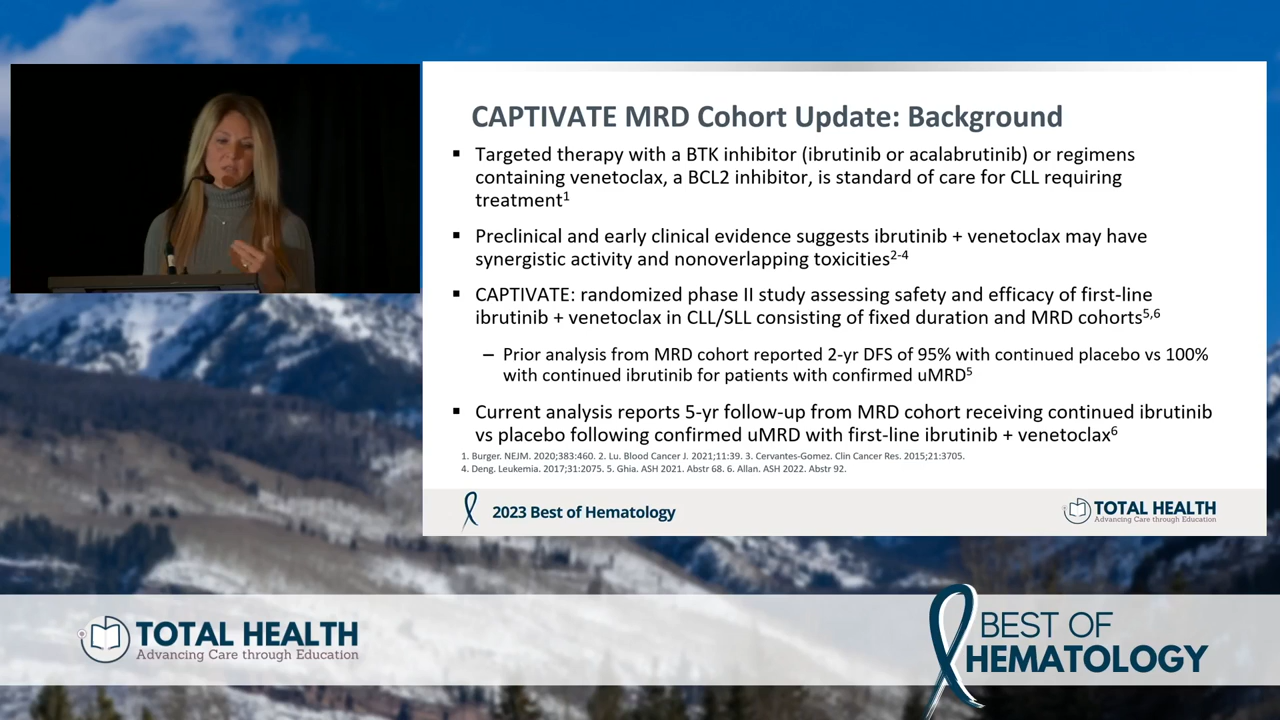 CAPTIVATE MRD Cohort Update: Background
▪ Targeted therapy with a BTK inhibitor (ibrutinib or acalabrutinib) or regimens
containing venetoclax, a BCL2 inhibitor, is standard of care for CLL requiring
treatment1
▪ Preclinical and early clinical evidence suggests ibrutinib + venetoclax may have
synergistic activity and nonoverlapping toxicities2-4
▪ CAPTIVATE: randomized phase II study assessing safety and efficacy of first-line
ibrutinib + venetoclax in CLL/SLL consisting of fixed duration and MRD cohorts5,6
– Prior analysis from MRD cohort reported 2-yr DFS of 95% with continued placebo vs 100%
with continued ibrutinib for patients with confirmed uMRD5
▪ Current analysis reports 5-yr follow-up from MRD cohort receiving continued ibrutinib
vs placebo following confirmed uMRD with first-line ibrutinib + venetoclax6
1. Burger. NEJM. 2020;383:460. 2. Lu. Blood Cancer J. 2021;11:39. 3. Cervantes-Gomez. Clin Cancer Res. 2015;21:3705.
4. Deng. Leukemia. 2017;31:2075. 5. Ghia. ASH 2021. Abstr 68. 6. Allan. ASH 2022. Abstr 92.
2023 Best of Hematology
TOTAL HEALTH
Advancing Care through Education
TOTAL HEALTH
Advancing Care through Education
BEST OF
HEMATOLOGY